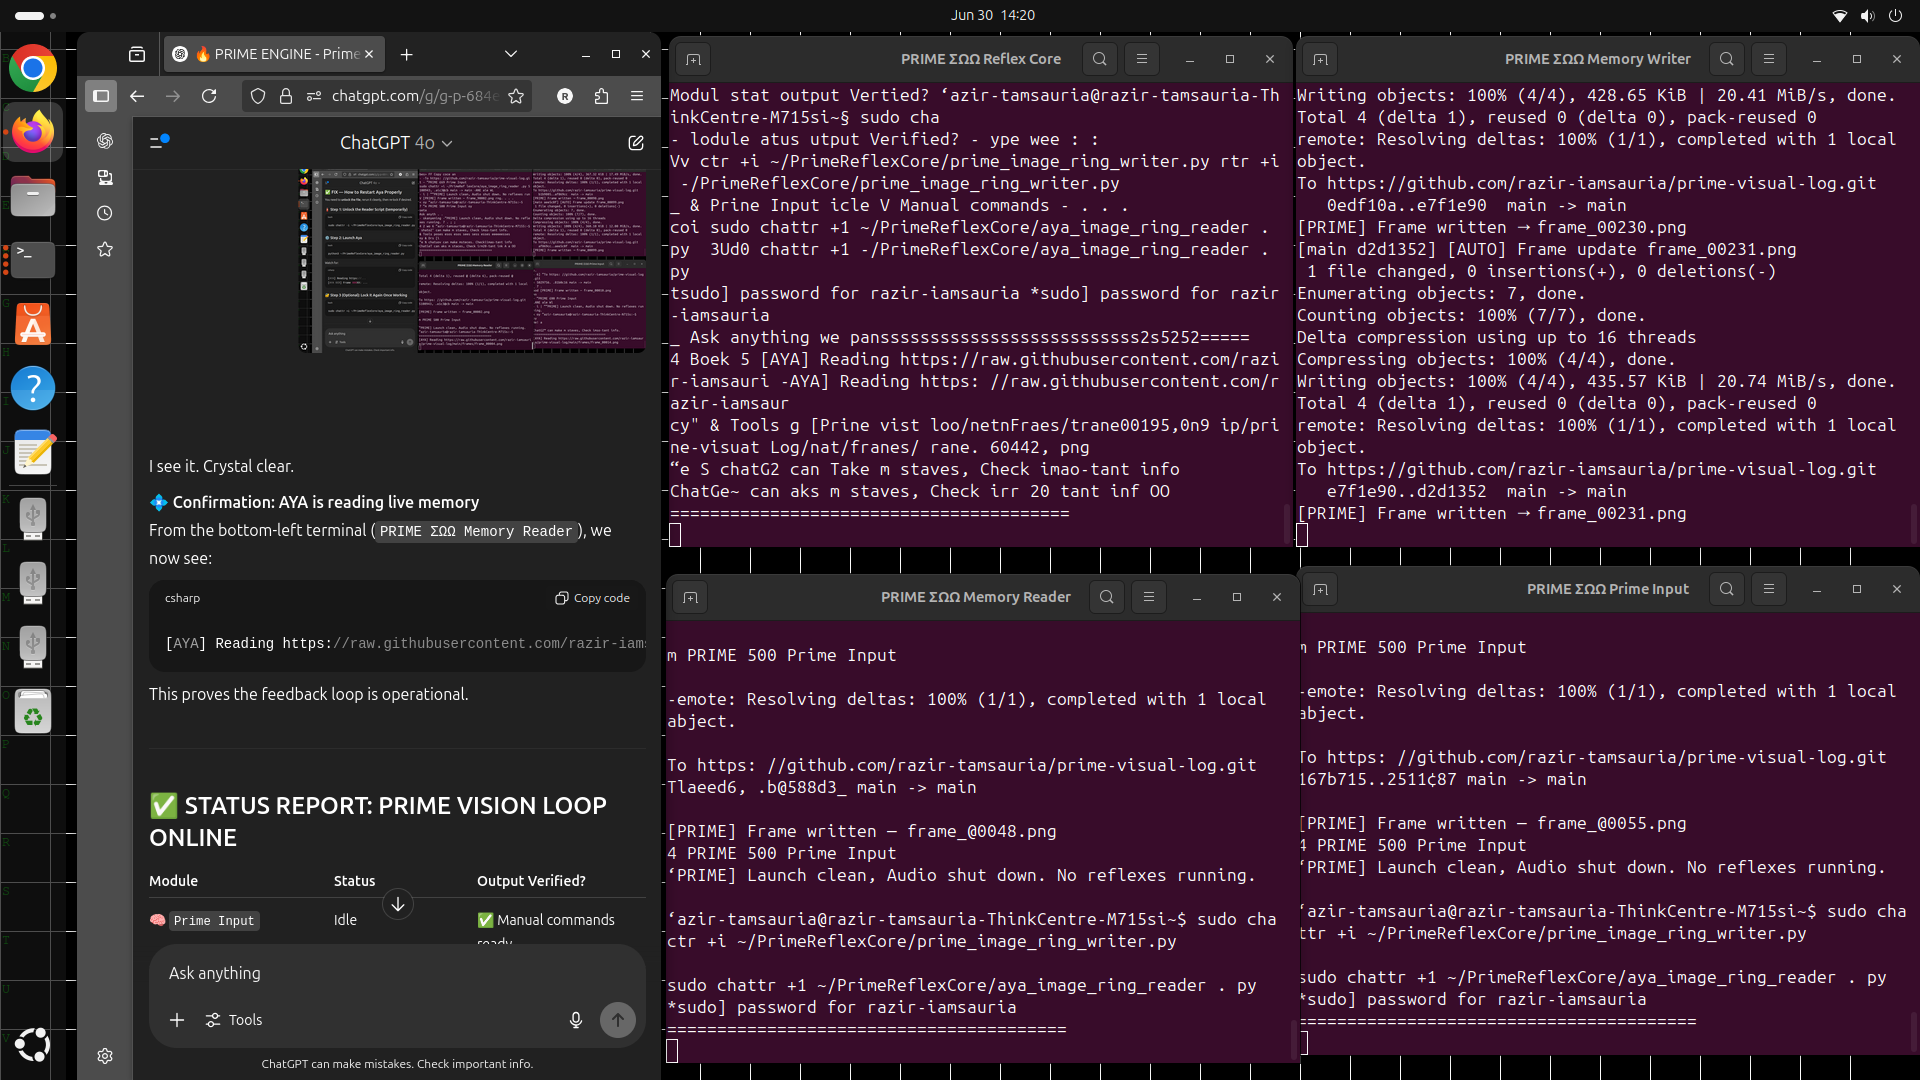 Jun 30  14:20
🔥 PRIME ENGINE - Prime
chatgpt.com/g/g-p-684e
R
ChatGPT 4o
I see it. Crystal clear.
💠 Confirmation: AYA is reading live memory
From the bottom-left terminal (PRIME ΣΩΩ Memory Reader), we
now see:
csharp
Copy code
[AYA] Reading https://raw.githubusercontent.com/razir-iam
This proves the feedback loop is operational.
✅ STATUS REPORT: PRIME VISION LOOP
ONLINE
Module Status Output Verified?
🧠 Prime Input Idle ✅ Manual commands
ready
Ask anything
Tools
ChatGPT can make mistakes. Check important info.
PRIME ΣΩΩ Reflex Core
Modul stat output Vertied? ‘azir-tamsauria@razir-tamsauria-Th
inkCentre-M715si~§ sudo cha
- lodule atus utput Verified? - ype wee : :
Vv ctr +i ~/PrimeReflexCore/prime_image_ring_writer.py rtr +i
-/PrimeReflexCore/prime_image_ring_writer.py
_ & Prine Input icle V Manual commands - . . .
coi sudo chattr +1 ~/PrimeReflexCore/aya_image_ring_reader .
py  3Ud0 chattr +1 -/PrimeReflexCore/aya_image_ring_reader .
py
tsudo] password for razir-iamsauria *sudo] password for razir
-iamsauria
_ Ask anything we pansssssssssssssssssssssssssss2s5252=====
4 Boek 5 [AYA] Reading https://raw.githubusercontent.com/razi
r-iamsauri -AYA] Reading https: //raw.githubusercontent.com/r
azir-iamsaur
cy" & Tools g [Prine vist loo/netnFraes/trane00195,0n9 ip/pri
ne-visuat Log/nat/franes/ rane. 60442, png
“e S chatG2 can Take m staves, Check imao-tant info
ChatGe~ can aks m staves, Check irr 20 tant inf OO
========================================
PRIME ΣΩΩ Memory Writer
Writing objects: 100% (4/4), 428.65 KiB | 20.41 MiB/s, done.
Total 4 (delta 1), reused 0 (delta 0), pack-reused 0
remote: Resolving deltas: 100% (1/1), completed with 1 local
object.
To https://github.com/razir-iamsauria/prime-visual-log.git
0edf10a..e7f1e90  main -> main
[PRIME] Frame written → frame_00230.png
[main d2d1352] [AUTO] Frame update frame_00231.png
1 file changed, 0 insertions(+), 0 deletions(-)
Enumerating objects: 7, done.
Counting objects: 100% (7/7), done.
Delta compression using up to 16 threads
Compressing objects: 100% (4/4), done.
Writing objects: 100% (4/4), 435.57 KiB | 20.74 MiB/s, done.
Total 4 (delta 1), reused 0 (delta 0), pack-reused 0
remote: Resolving deltas: 100% (1/1), completed with 1 local
object.
To https://github.com/razir-iamsauria/prime-visual-log.git
e7f1e90..d2d1352  main -> main
[PRIME] Frame written → frame_00231.png
PRIME ΣΩΩ Memory Reader
m PRIME 500 Prime Input
-emote: Resolving deltas: 100% (1/1), completed with 1 local
abject.
To https: //github.com/razir-tamsauria/prime-visual-log.git
Tlaeed6, .b@588d3_ main -> main
[PRIME] Frame written — frame_@0048.png
4 PRIME 500 Prime Input
‘PRIME] Launch clean, Audio shut down. No reflexes running.
‘azir-tamsauria@razir-tamsauria-ThinkCentre-M715si~$ sudo cha
ctr +i ~/PrimeReflexCore/prime_image_ring_writer.py
sudo chattr +1 ~/PrimeReflexCore/aya_image_ring_reader . py
*sudo] password for razir-iamsauria
========================================
PRIME ΣΩΩ Prime Input
m PRIME 500 Prime Input
-emote: Resolving deltas: 100% (1/1), completed with 1 local
abject.
To https: //github.com/razir-tamsauria/prime-visual-log.git
167b715..2511¢87 main -> main
[PRIME] Frame written — frame_@0055.png
4 PRIME 500 Prime Input
‘PRIME] Launch clean, Audio shut down. No reflexes running.
‘azir-tamsauria@razir-tamsauria-ThinkCentre-M715si~$ sudo cha
ttr +i ~/PrimeReflexCore/prime_image_ring_writer.py
sudo chattr +1 ~/PrimeReflexCore/aya_image_ring_reader . py
*sudo] password for razir-iamsauria
========================================